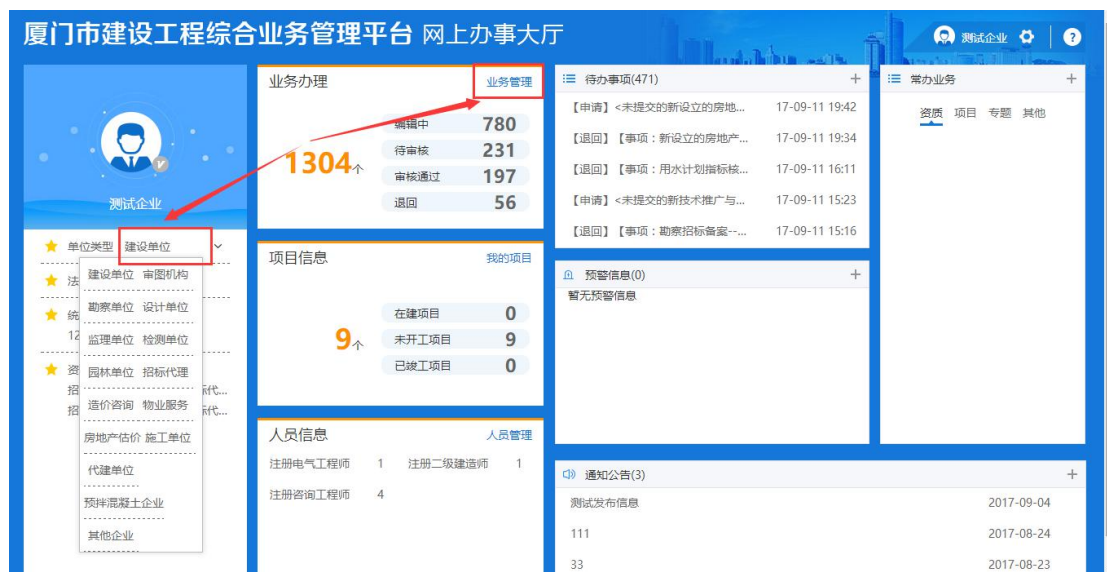 厦门市建设工程综合业务管理平台 网上办事大厅
测试企业
测试企业
单位类型 建设单位
法
统
12
资
招 标代...
招 标代...
建设单位 审图机构
勘察单位 设计单位
监理单位 检测单位
园林单位 招标代理
造价咨询 物业服务
房地产估价 施工单位
代建单位
预拌混凝土企业
其他企业
业务办理 业务管理
1304个
编辑中 780
待审核 231
审核通过 197
退回 56
项目信息 我的项目
9个
在建项目 0
未开工项目 9
已竣工项目 0
人员信息 人员管理
注册电气工程师 1 注册二级建造师 1
注册咨询工程师 4
待办事项(471) +
【申请】<未提交的新设立的房地... 17-09-11 19:42
【退回】【事项：新设立的房地产... 17-09-11 19:34
【退回】【事项：用水计划指标核... 17-09-11 16:11
【申请】<未提交的新技术推广与... 17-09-11 15:23
【退回】【事项：勘察招标备案--... 17-09-11 15:16
预警信息(0) +
暂无预警信息
常办业务 +
资质 项目 专题 其他
通知公告(3) +
测试发布信息 2017-09-04
111 2017-08-24
33 2017-08-23